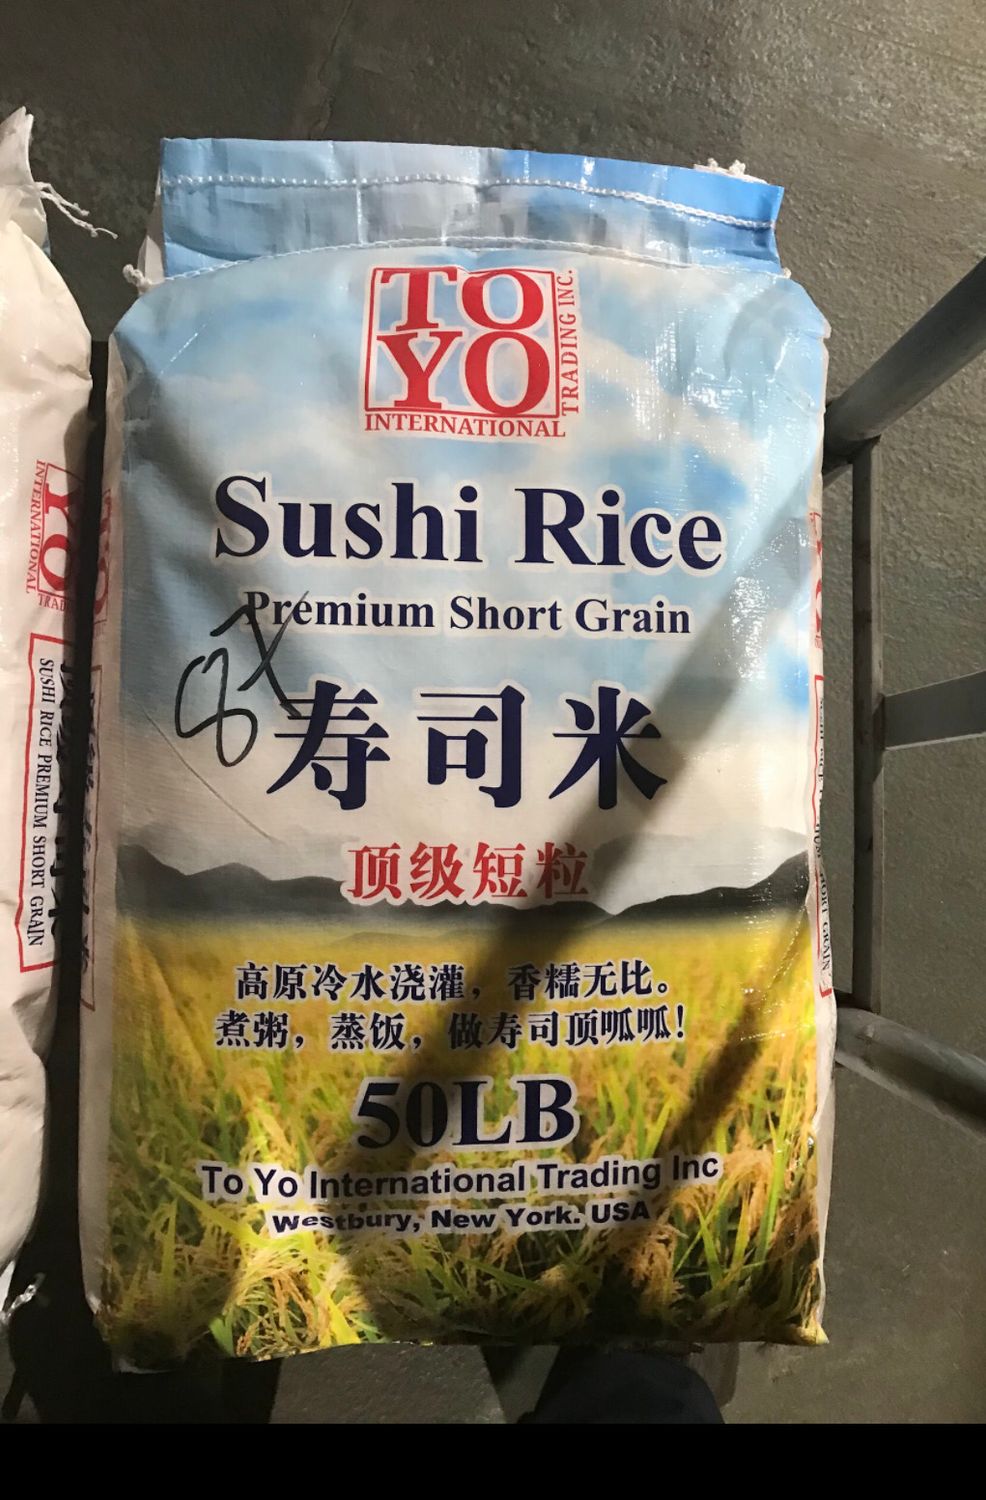 TO
YO
INTERNATIONAL
TRADING INC.
Sushi Rice
Premium Short Grain
寿司米
顶级短粒
高原冷水浇灌，香糯无比。
煮粥，蒸饭，做寿司顶呱呱！
50LB
To Yo International Trading Inc
Westbury, New York. USA
YO
INTERNATIONAL
SUSHI RICE PREMIUM SHORT GRAIN